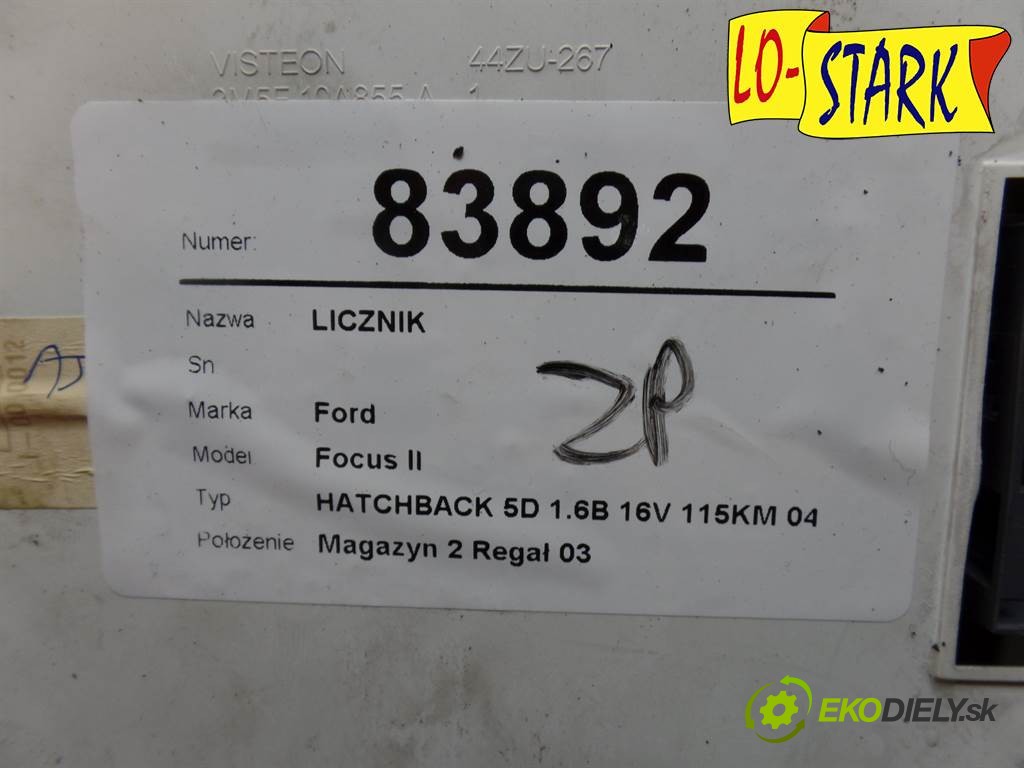 LO-STARK
VISTEON 44ZU-267
Numer: 83892
Nazwa LICZNIK
Sn
Marka Ford
Model Focus II
Typ HATCHBACK 5D 1.6B 16V 115KM 04
Położenie Magazyn 2 Regał 03
ZP
EKODIELY.sk